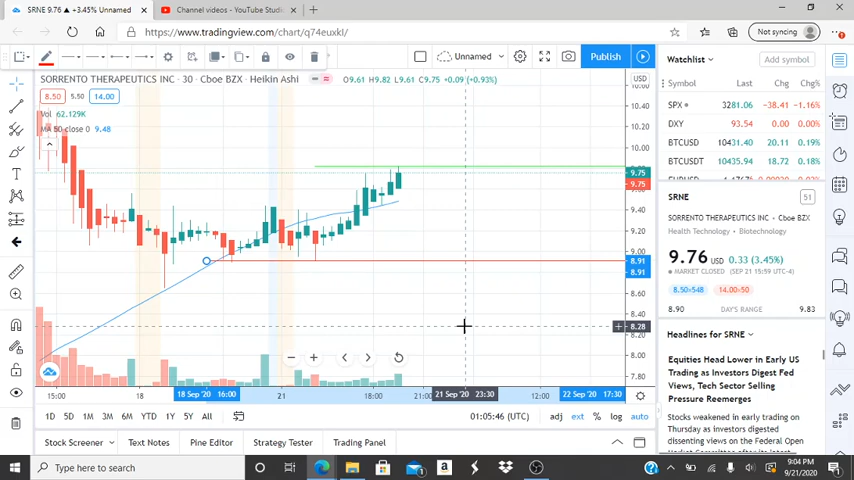 SRNE 9.76 ▲ +3.45% Unnamed
Channel videos - YouTube Studio
https://www.tradingview.com/chart/q74euxkl/
Not syncing
Unnamed
Publish
SORRENTO THERAPEUTICS INC · 30 · Cboe BZX · Heikin Ashi
O9.61 H9.82 L9.61 C9.75 +0.09 (+0.93%)
8.50 5.50 14.00
Vol 62.129K
MA 50 close 0 9.48
USD
10.40
10.20
10.00
9.75
9.75
9.40
9.20
9.00
8.91
8.91
8.60
8.40
8.28
8.20
8.00
7.80
15:00
18
18 Sep '20 16:00
21
18:00
21:00
21 Sep '20 23:30
12:00
22 Sep '20 17:30
1D 5D 1M 3M 6M YTD 1Y 5Y All
01:05:46 (UTC)
adj ext % log auto
Stock Screener
Text Notes
Pine Editor
Strategy Tester
Trading Panel
Watchlist
Add symbol
Symbol Last Chg Chg%
SPX 3281.06 -38.41 -1.16%
DXY 93.54 0.00 0.00%
BTCUSD 10431.40 20.11 0.19%
BTCUSDT 10435.94 18.72 0.18%
SRNE
51
SORRENTO THERAPEUTICS INC · Cboe BZX
Health Technology · Biotechnology
9.76 USD 0.33 (3.45%)
MARKET CLOSED (SEP 21 15:59 UTC-4)
8.50×548 14.00×50
8.90 DAY'S RANGE 9.83
Headlines for SRNE
Equities Head Lower in Early US
Trading as Investors Digest Fed
Views, Tech Sector Selling
Pressure Reemerges
Stocks weakened in early trading on
Thursday as investors digested
dissenting views on the Federal Open
Type here to search
9:04 PM
9/21/2020